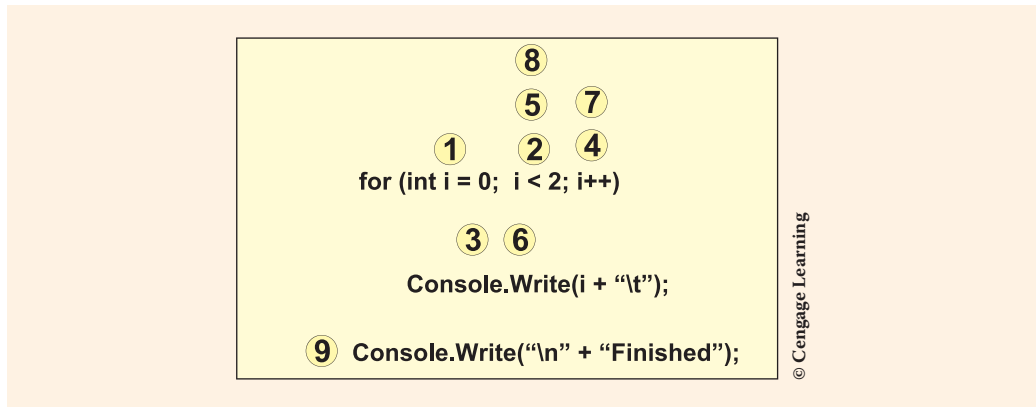 8
5 7
1 2 4
for (int i = 0;  i < 2; i++)
3 6
Console.Write(i + “\t”);
9 Console.Write(“\n” + “Finished”);
© Cengage Learning